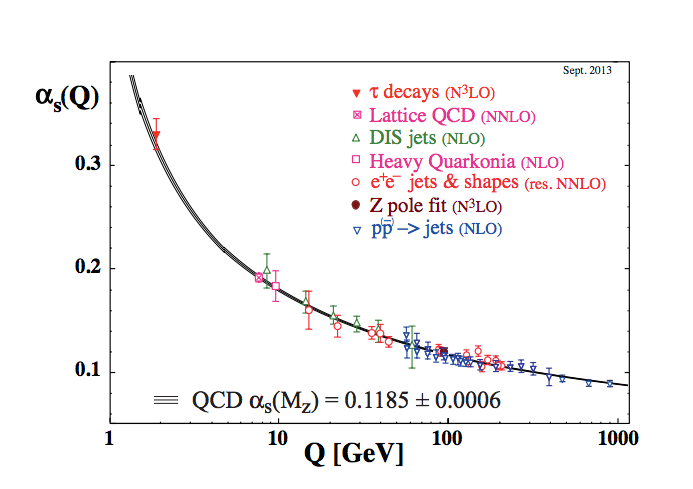 Sept. 2013
αs(Q)
τ decays (N³LO)
Lattice QCD (NNLO)
DIS jets (NLO)
Heavy Quarkonia (NLO)
e⁺e⁻ jets & shapes (res. NNLO)
Z pole fit (N³LO)
pp(–) –> jets (NLO)
0.3
0.2
0.1
QCD αs(Mz) = 0.1185 ± 0.0006
1 10 100 1000
Q [GeV]